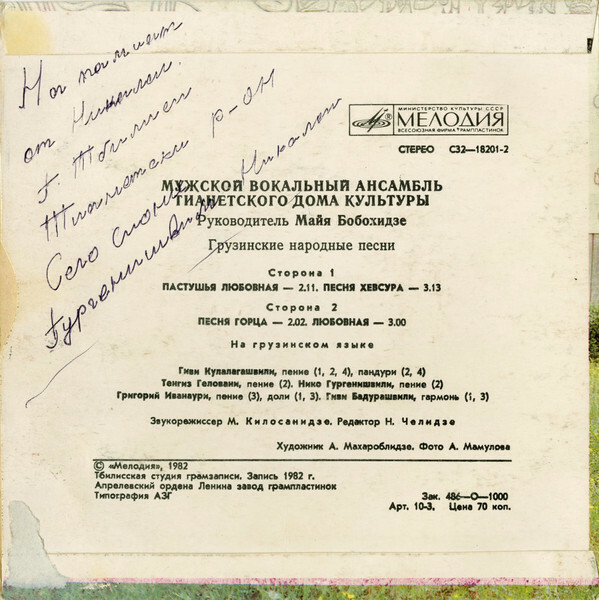 На память
от Николая.
г. Тбилиси
Тианетски р-он
Село
Гургенишвили Николоз
МИНИСТЕРСТВО КУЛЬТУРЫ СССР
МЕЛОДИЯ
ВСЕСОЮЗНАЯ ФИРМА ГРАМПЛАСТИНОК
СТЕРЕО С32—18201-2
МУЖСКОЙ ВОКАЛЬНЫЙ АНСАМБЛЬ
ТИАНЕТСКОГО ДОМА КУЛЬТУРЫ
Руководитель Майя Бобохидзе
Грузинские народные песни
Сторона 1
ПАСТУШЬЯ ЛЮБОВНАЯ — 2.11. ПЕСНЯ ХЕВСУРА — 3.13
Сторона 2
ПЕСНЯ ГОРЦА — 2.02. ЛЮБОВНАЯ — 3.00
На грузинском языке
Гиви Кулалагашвили, пение (1, 2, 4), пандури (2, 4)
Тенгиз Геловани, пение (2). Нико Гургенишвили, пение (2)
Григорий Иванаури, пение (3), доли (1, 3). Гиви Бадурашвили, гармонь (1, 3)
Звукорежиссер М. Килосанидзе. Редактор Н. Челидзе
Художник А. Махароблидзе. Фото А. Мамулова
© «Мелодия», 1982
Тбилисская студия грамзаписи. Запись 1982 г.
Апрелевский ордена Ленина завод грампластинок
Типография АЗГ
Зак. 486—О—1000
Арт. 10-3. Цена 70 коп.